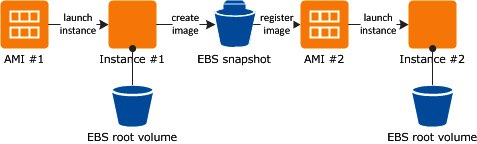 launch
instance
create
image
register
image
launch
instance
AMI #1
Instance #1
EBS snapshot
AMI #2
Instance #2
EBS root volume
EBS root volume